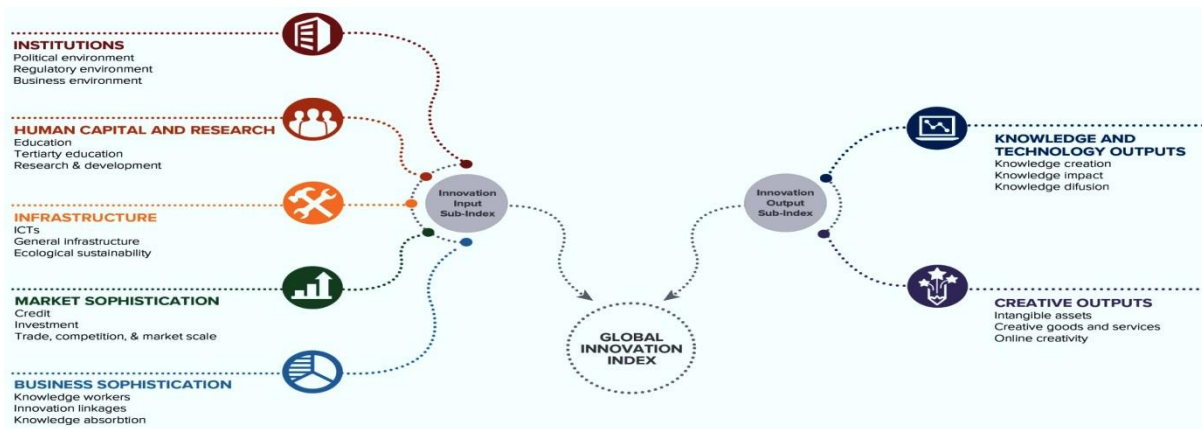 INSTITUTIONS
Political environment
Regulatory environment
Business environment
HUMAN CAPITAL AND RESEARCH
Education
Tertiarty education
Research & development
INFRASTRUCTURE
ICTs
General infrastructure
Ecological sustainability
MARKET SOPHISTICATION
Credit
Investment
Trade, competition, & market scale
BUSINESS SOPHISTICATION
Knowledge workers
Innovation linkages
Knowledge absorbtion
Innovation
Input
Sub-Index
GLOBAL
INNOVATION
INDEX
Innovation
Output
Sub-Index
KNOWLEDGE AND
TECHNOLOGY OUTPUTS
Knowledge creation
Knowledge impact
Knowledge difusion
CREATIVE OUTPUTS
Intangible assets
Creative goods and services
Online creativity